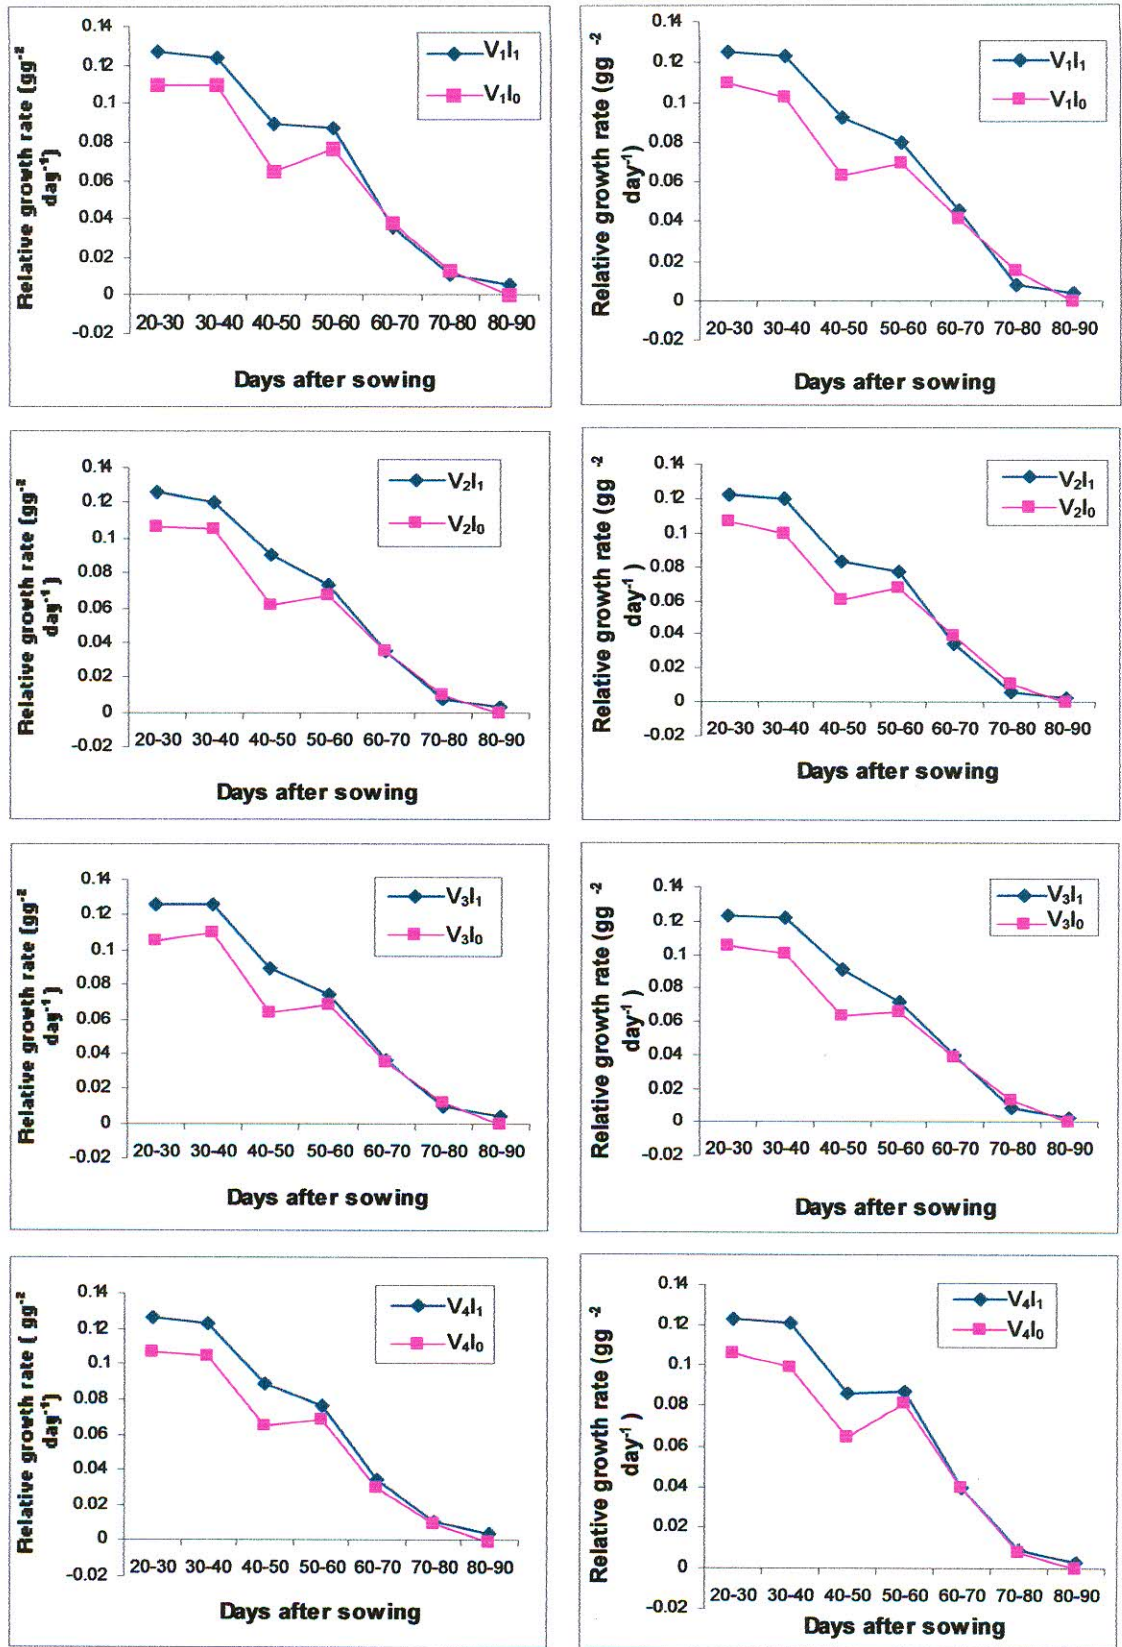 Relative growth rate (gg⁻²
day⁻¹)
0.14
0.12
0.1
0.08
0.06
0.04
0.02
0
-0.02
20-30 30-40 40-50 50-60 60-70 70-80 80-90
Days after sowing
V₁I₁
V₁I₀
Relative growth rate (gg ⁻²
day⁻¹)
0.14
0.12
0.1
0.08
0.06
0.04
0.02
0
-0.02
20-30 30-40 40-50 50-60 60-70 70-80 80-90
Days after sowing
V₁I₁
V₁I₀
Relative growth rate (gg⁻²
day⁻¹)
0.14
0.12
0.1
0.08
0.06
0.04
0.02
0
-0.02
20-30 30-40 40-50 50-60 60-70 70-80 80-90
Days after sowing
V₂I₁
V₂I₀
Relative growth rate (gg ⁻²
day⁻¹ )
0.14
0.12
0.1
0.08
0.06
0.04
0.02
0
-0.02
20-30 30-40 40-50 50-60 60-70 70-80 80-90
Days after sowing
V₂I₁
V₂I₀
Relative growth rate (gg⁻²
day⁻¹)
0.14
0.12
0.1
0.08
0.06
0.04
0.02
0
-0.02
20-30 30-40 40-50 50-60 60-70 70-80 80-90
Days after sowing
V₃I₁
V₃I₀
Relative growth rate (gg ⁻²
day⁻¹ )
0.14
0.12
0.1
0.08
0.06
0.04
0.02
0
-0.02
20-30 30-40 40-50 50-60 60-70 70-80 80-90
Days after sowing
V₃I₁
V₃I₀
Relative growth rate ( gg⁻²
day⁻¹)
0.14
0.12
0.1
0.08
0.06
0.04
0.02
0
-0.02
20-30 30-40 40-50 50-60 60-70 70-80 80-90
Days after sowing
V₄I₁
V₄I₀
Relative growth rate (gg ⁻²
day⁻¹ )
0.14
0.12
0.1
0.08
0.06
0.04
0.02
0
-0.02
20-30 30-40 40-50 50-60 60-70 70-80 80-90
Days after sowing
V₄I₁
V₄I₀